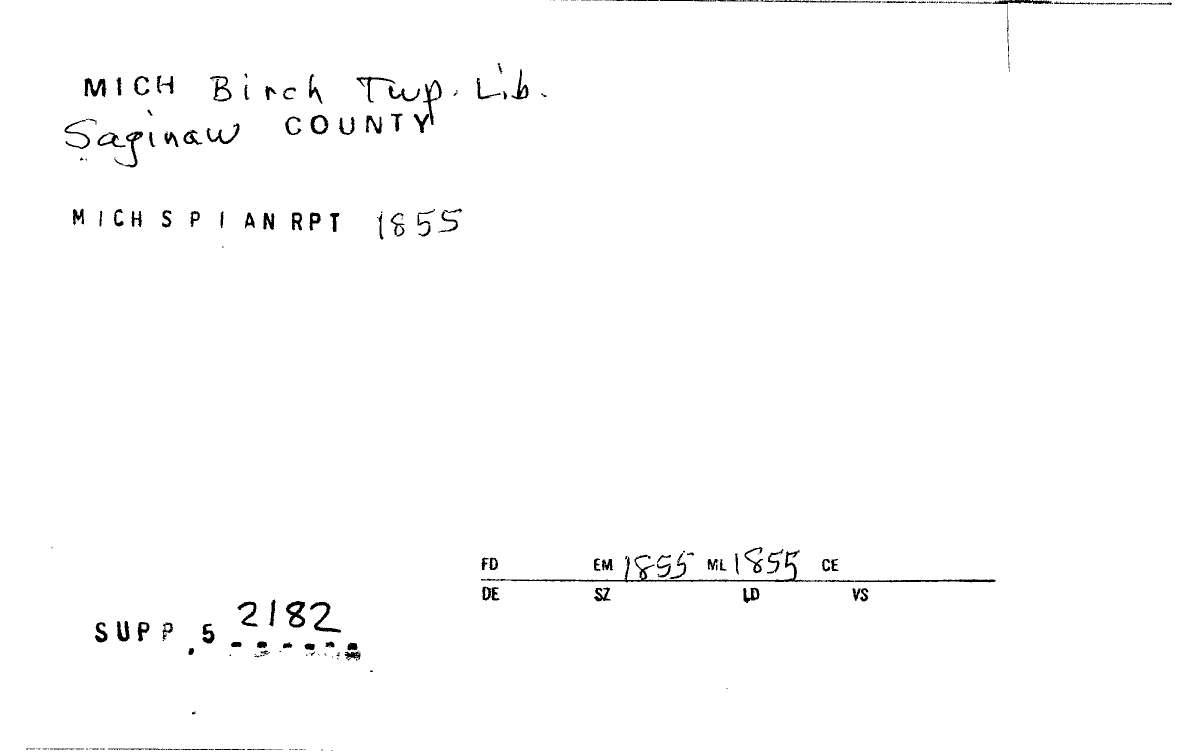 MICH Birch Twp. Lib.
Saginaw COUNTY
MICH S P I AN RPT 1855
FD EM 1855 ML 1855 CE
DE SZ LD VS
SUPP.5 2182